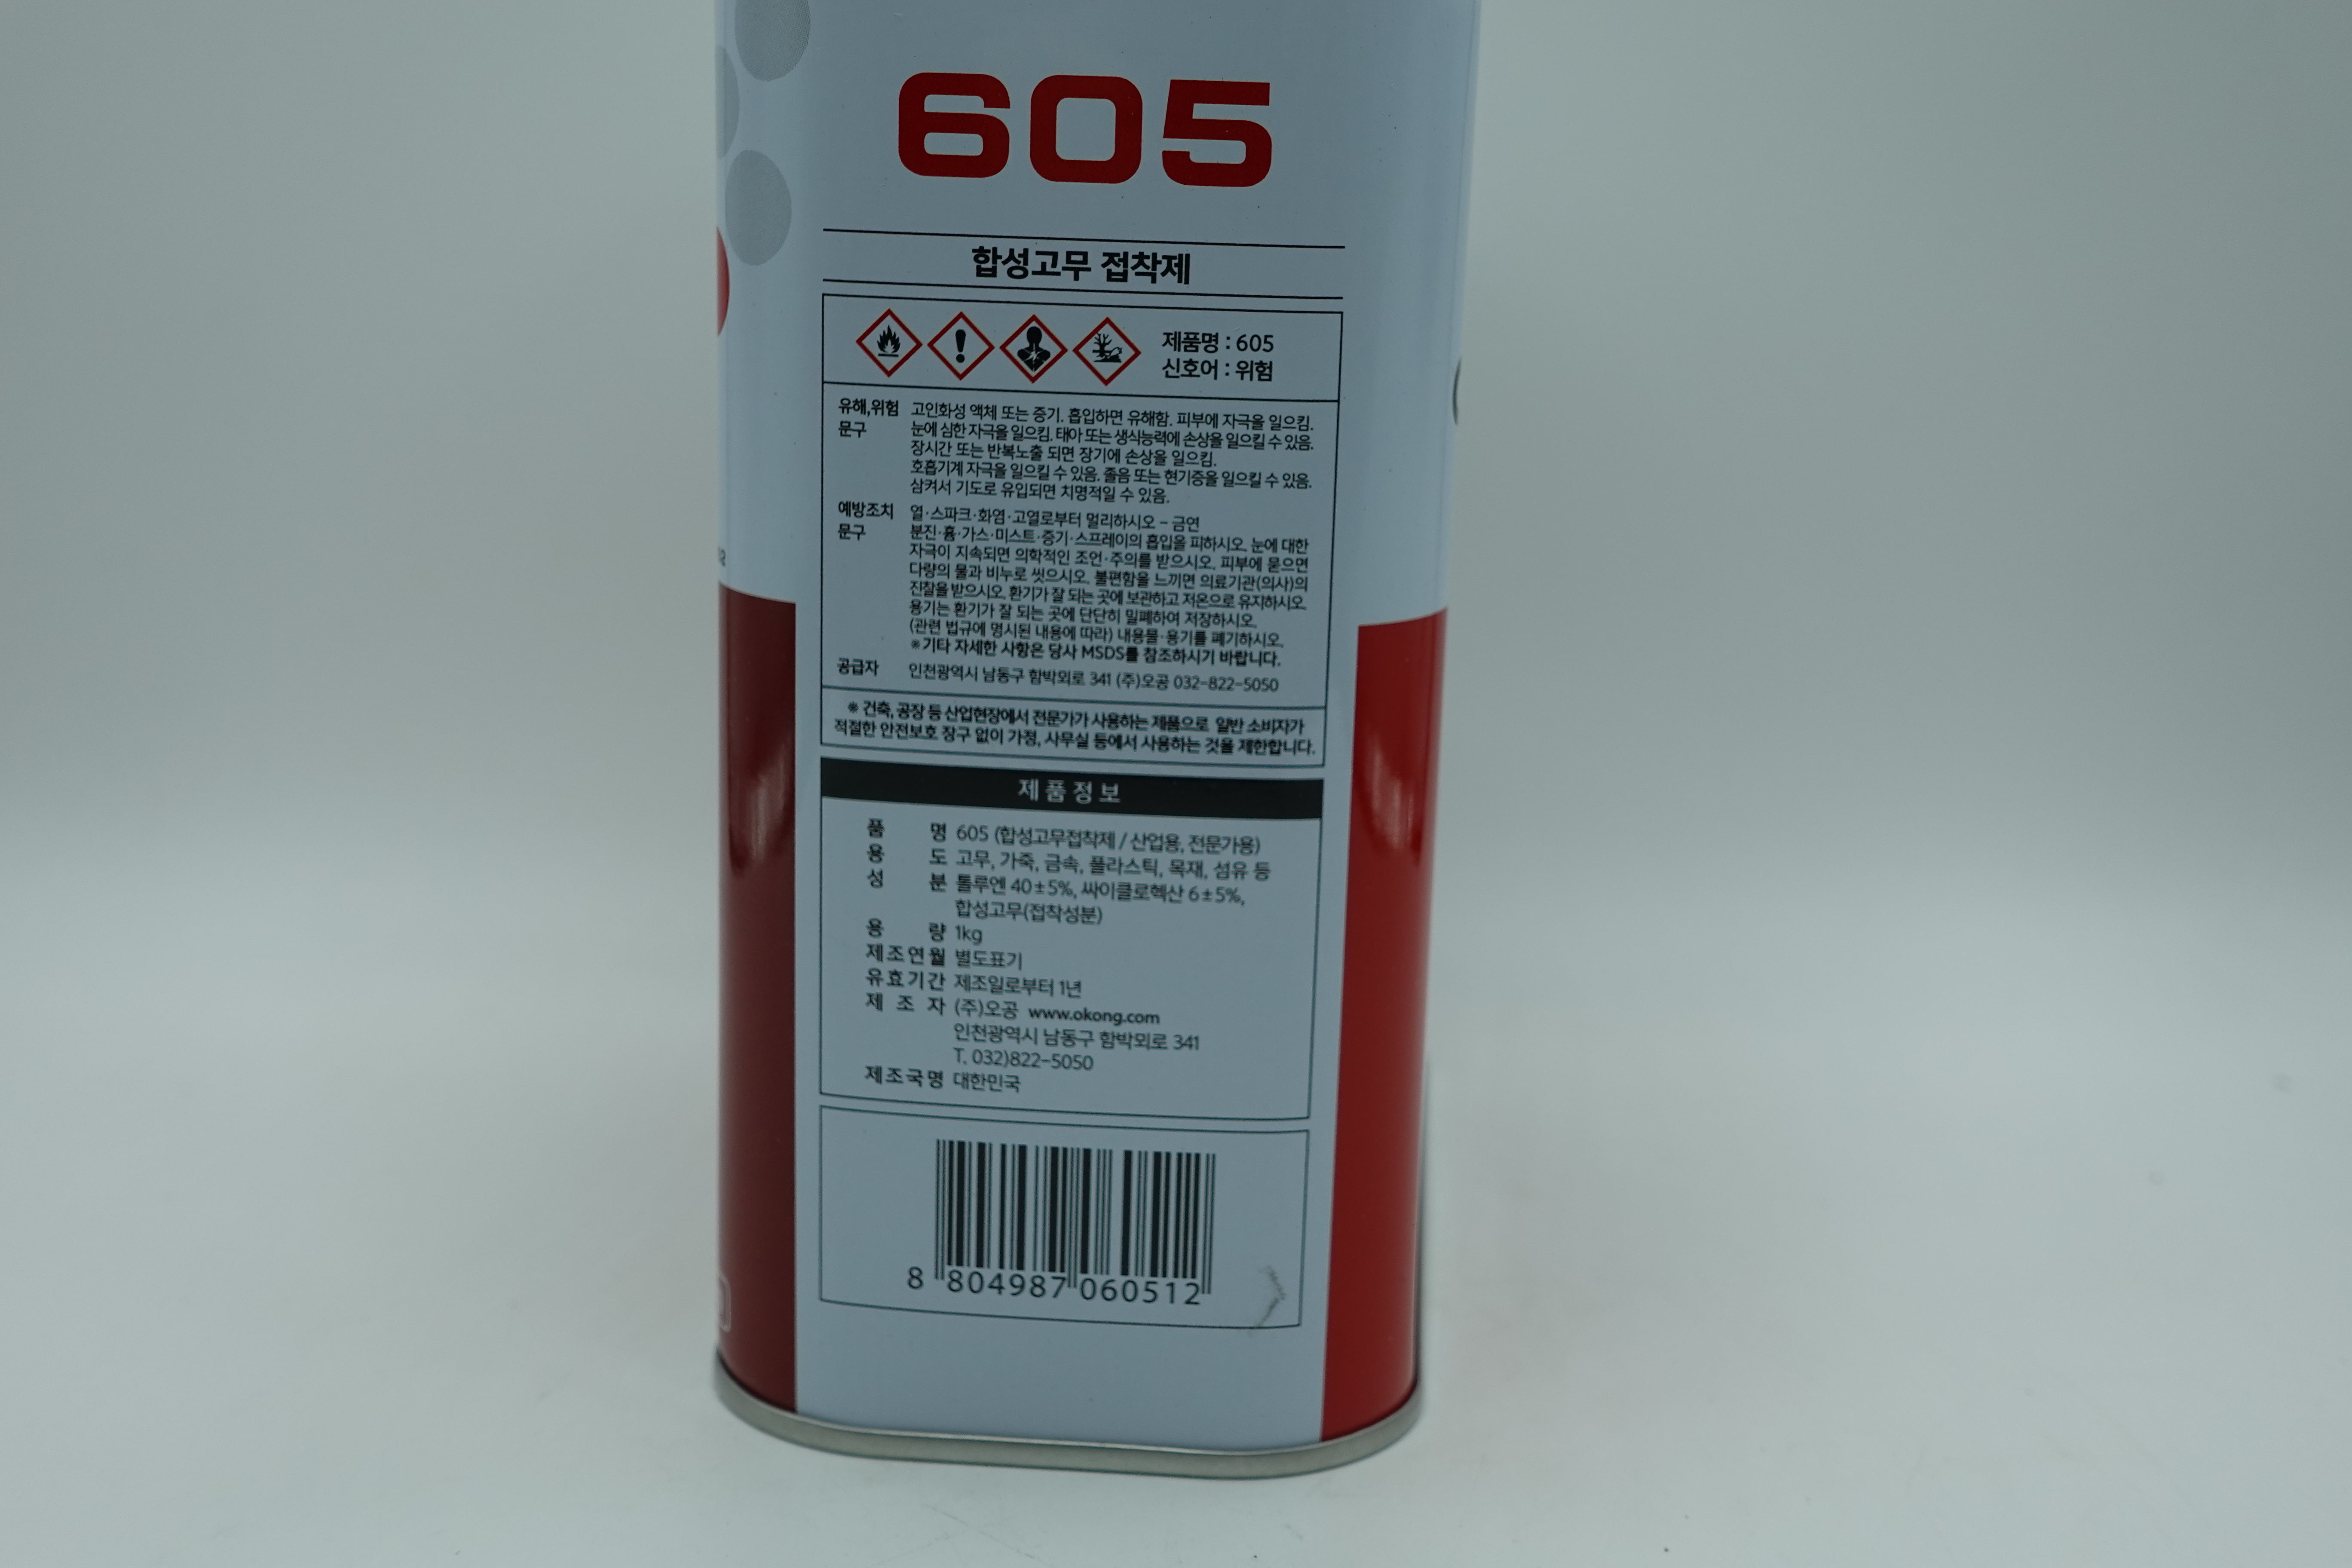 605
합성고무 접착제
제품명 : 605
신호어 : 위험
유해,위험 고인화성 액체 또는 증기. 흡입하면 유해함. 피부에 자극을 일으킴.
문구 눈에 심한 자극을 일으킴. 태아 또는 생식능력에 손상을 일으킬 수 있음.
장시간 또는 반복노출 되면 장기에 손상을 일으킴.
호흡기계 자극을 일으킬 수 있음. 졸음 또는 현기증을 일으킬 수 있음.
삼켜서 기도로 유입되면 치명적일 수 있음.
예방조치 열·스파크·화염·고열로부터 멀리하시오 - 금연
문구 분진·흄·가스·미스트·증기·스프레이의 흡입을 피하시오. 눈에 대한
자극이 지속되면 의학적인 조언·주의를 받으시오. 피부에 묻으면
다량의 물과 비누로 씻으시오. 불편함을 느끼면 의료기관(의사)의
진찰을 받으시오. 환기가 잘 되는 곳에 보관하고 저온으로 유지하시오.
용기는 환기가 잘 되는 곳에 단단히 밀폐하여 저장하시오.
(관련 법규에 명시된 내용에 따라) 내용물·용기를 폐기하시오.
※기타 자세한 사항은 당사 MSDS를 참조하시기 바랍니다.
공급자 인천광역시 남동구 함박뫼로 341 (주)오공 032-822-5050
※ 건축, 공장 등 산업현장에서 전문가가 사용하는 제품으로 일반 소비자가
적절한 안전보호 장구 없이 가정, 사무실 등에서 사용하는 것을 제한합니다.
제품정보
품 명 605 (합성고무접착제 / 산업용, 전문가용)
용 도 고무, 가죽, 금속, 플라스틱, 목재, 섬유 등
성 분 톨루엔 40±5%, 싸이클로헥산 6±5%,
합성고무(접착성분)
용 량 1kg
제조연월 별도표기
유효기간 제조일로부터 1년
제 조 자 (주)오공 www.okong.com
인천광역시 남동구 함박뫼로 341
T. 032)822-5050
제조국명 대한민국
8 804987 060512